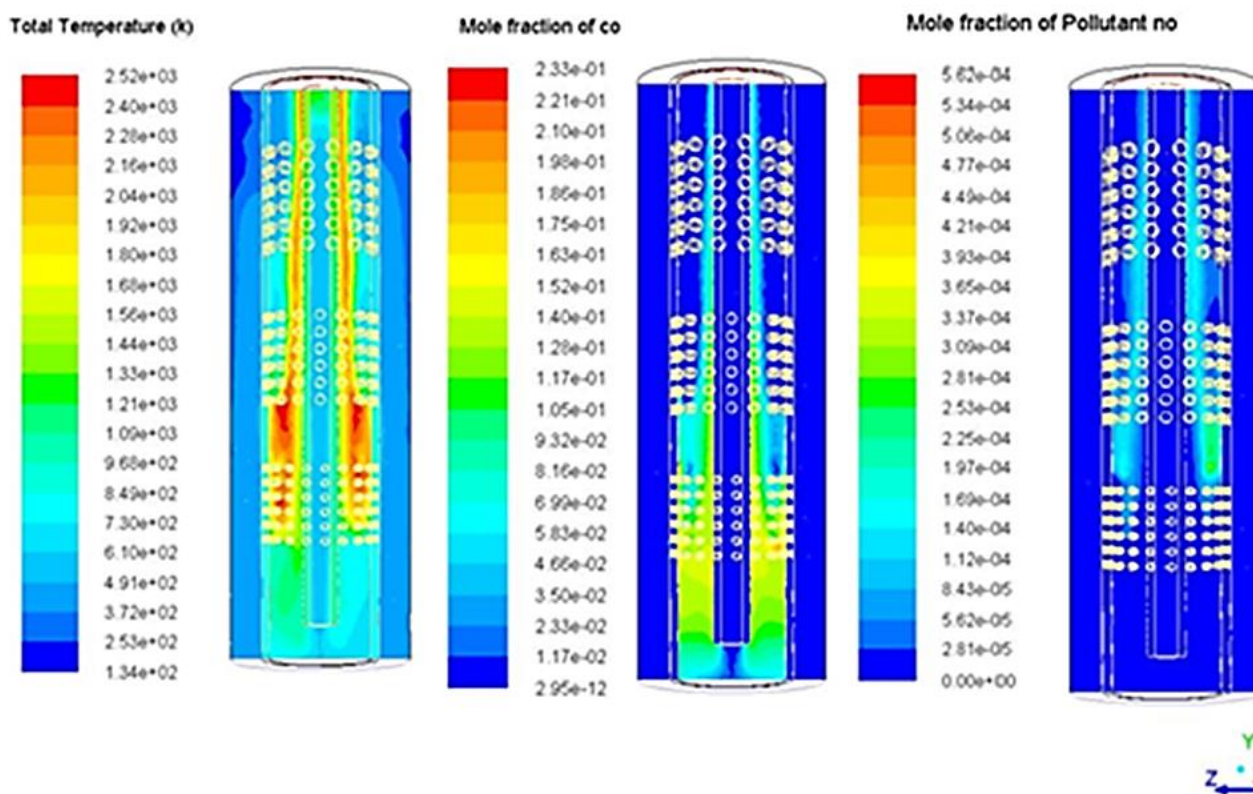 Total Temperature (k)
2.52e+03
2.40e+03
2.28e+03
2.16e+03
2.04e+03
1.92e+03
1.80e+03
1.68e+03
1.56e+03
1.44e+03
1.33e+03
1.21e+03
1.09e+03
9.68e+02
8.49e+02
7.30e+02
6.10e+02
4.91e+02
3.72e+02
2.53e+02
1.34e+02
Mole fraction of co
2.33e-01
2.21e-01
2.10e-01
1.98e-01
1.86e-01
1.75e-01
1.63e-01
1.52e-01
1.40e-01
1.28e-01
1.17e-01
1.05e-01
9.32e-02
8.16e-02
6.99e-02
5.83e-02
4.66e-02
3.50e-02
2.33e-02
1.17e-02
2.95e-12
Mole fraction of Pollutant no
5.62e-04
5.34e-04
5.06e-04
4.77e-04
4.49e-04
4.21e-04
3.93e-04
3.65e-04
3.37e-04
3.09e-04
2.81e-04
2.53e-04
2.25e-04
1.97e-04
1.69e-04
1.40e-04
1.12e-04
8.43e-05
5.62e-05
2.81e-05
0.00e+00
Y
Z